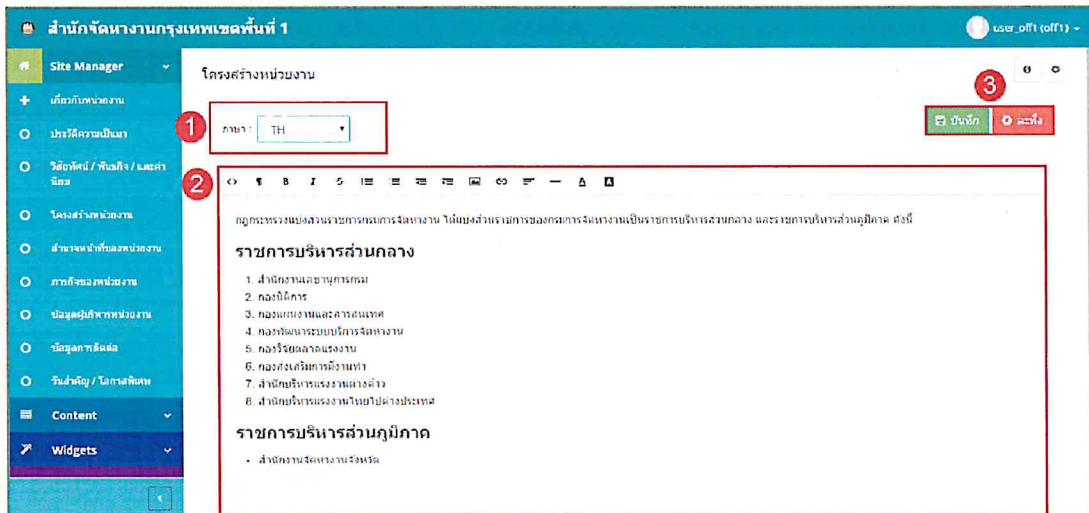 สำนักจัดหางานกรุงเทพเขตพื้นที่ 1
user_off1 (off1)
Site Manager
เกี่ยวกับหน่วยงาน
ประวัติความเป็นมา
วิสัยทัศน์ / พันธกิจ / และค่านิยม
โครงสร้างหน่วยงาน
อำนาจหน้าที่ของหน่วยงาน
ภารกิจของหน่วยงาน
ข้อมูลผู้บริหารหน่วยงาน
ข้อมูลการติดต่อ
วันสำคัญ / โอกาสพิเศษ
Content
Widgets
โครงสร้างหน่วยงาน
3
บันทึก
ละทิ้ง
1
ภาษา :
TH
2
B I S
A A
กฎกระทรวงแบ่งส่วนราชการกรมการจัดหางาน ได้แบ่งส่วนราชการของกรมการจัดหางานเป็นราชการบริหารส่วนกลาง และราชการบริหารส่วนภูมิภาค ดังนี้
ราชการบริหารส่วนกลาง
1. สำนักงานเลขานุการกรม
2. กองนิติการ
3. กองแผนงานและสารสนเทศ
4. กองพัฒนาระบบบริการจัดหางาน
5. กองวิจัยตลาดแรงงาน
6. กองส่งเสริมการมีงานทำ
7. สำนักบริหารแรงงานต่างด้าว
8. สำนักบริหารแรงงานไทยไปต่างประเทศ
ราชการบริหารส่วนภูมิภาค
- สำนักงานจัดหางานจังหวัด